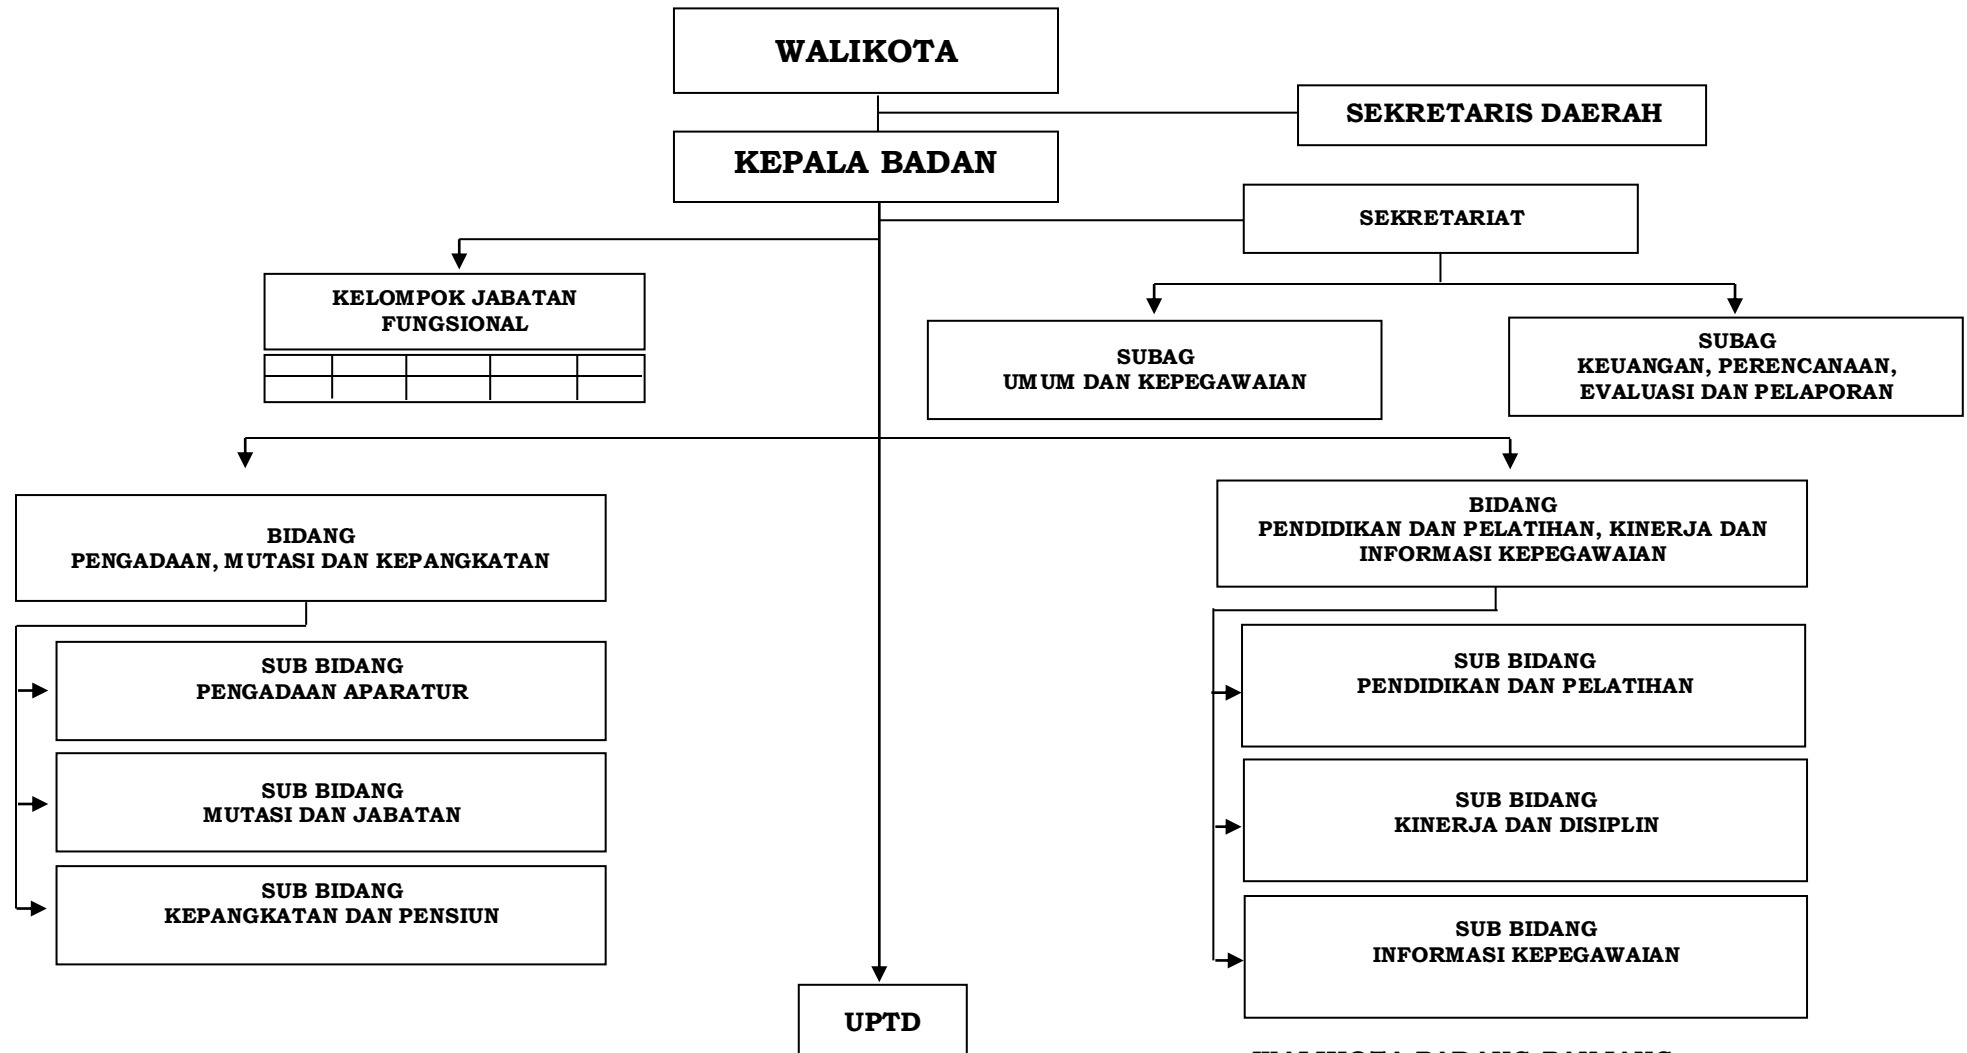 WALIKOTA
SEKRETARIS DAERAH
KEPALA BADAN
SEKRETARIAT
KELOMPOK JABATAN
FUNGSIONAL
SUBAG
UMUM DAN KEPEGAWAIAN
SUBAG
KEUANGAN, PERENCANAAN,
EVALUASI DAN PELAPORAN
BIDANG
PENGADAAN, MUTASI DAN KEPANGKATAN
BIDANG
PENDIDIKAN DAN PELATIHAN, KINERJA DAN
INFORMASI KEPEGAWAIAN
SUB BIDANG
PENGADAAN APARATUR
SUB BIDANG
MUTASI DAN JABATAN
SUB BIDANG
KEPANGKATAN DAN PENSIUN
SUB BIDANG
PENDIDIKAN DAN PELATIHAN
SUB BIDANG
KINERJA DAN DISIPLIN
SUB BIDANG
INFORMASI KEPEGAWAIAN
UPTD